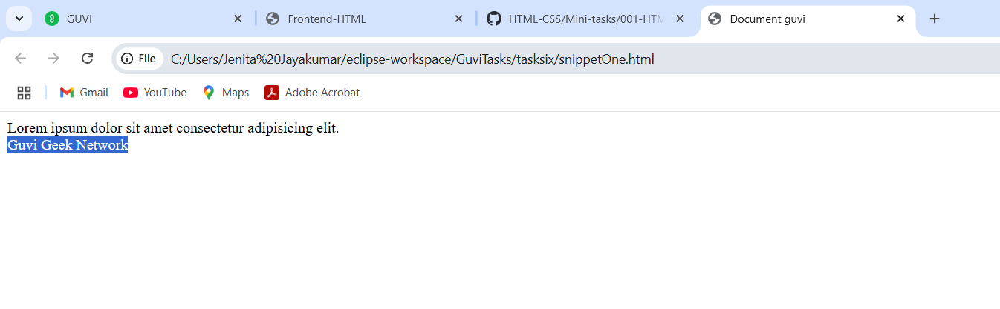 GUVI
Frontend-HTML
HTML-CSS/Mini-tasks/001-HTM
Document guvi
File
C:/Users/Jenita%20Jayakumar/eclipse-workspace/GuviTasks/tasksix/snippetOne.html
Gmail
YouTube
Maps
Adobe Acrobat
Lorem ipsum dolor sit amet consectetur adipisicing elit.
Guvi Geek Network